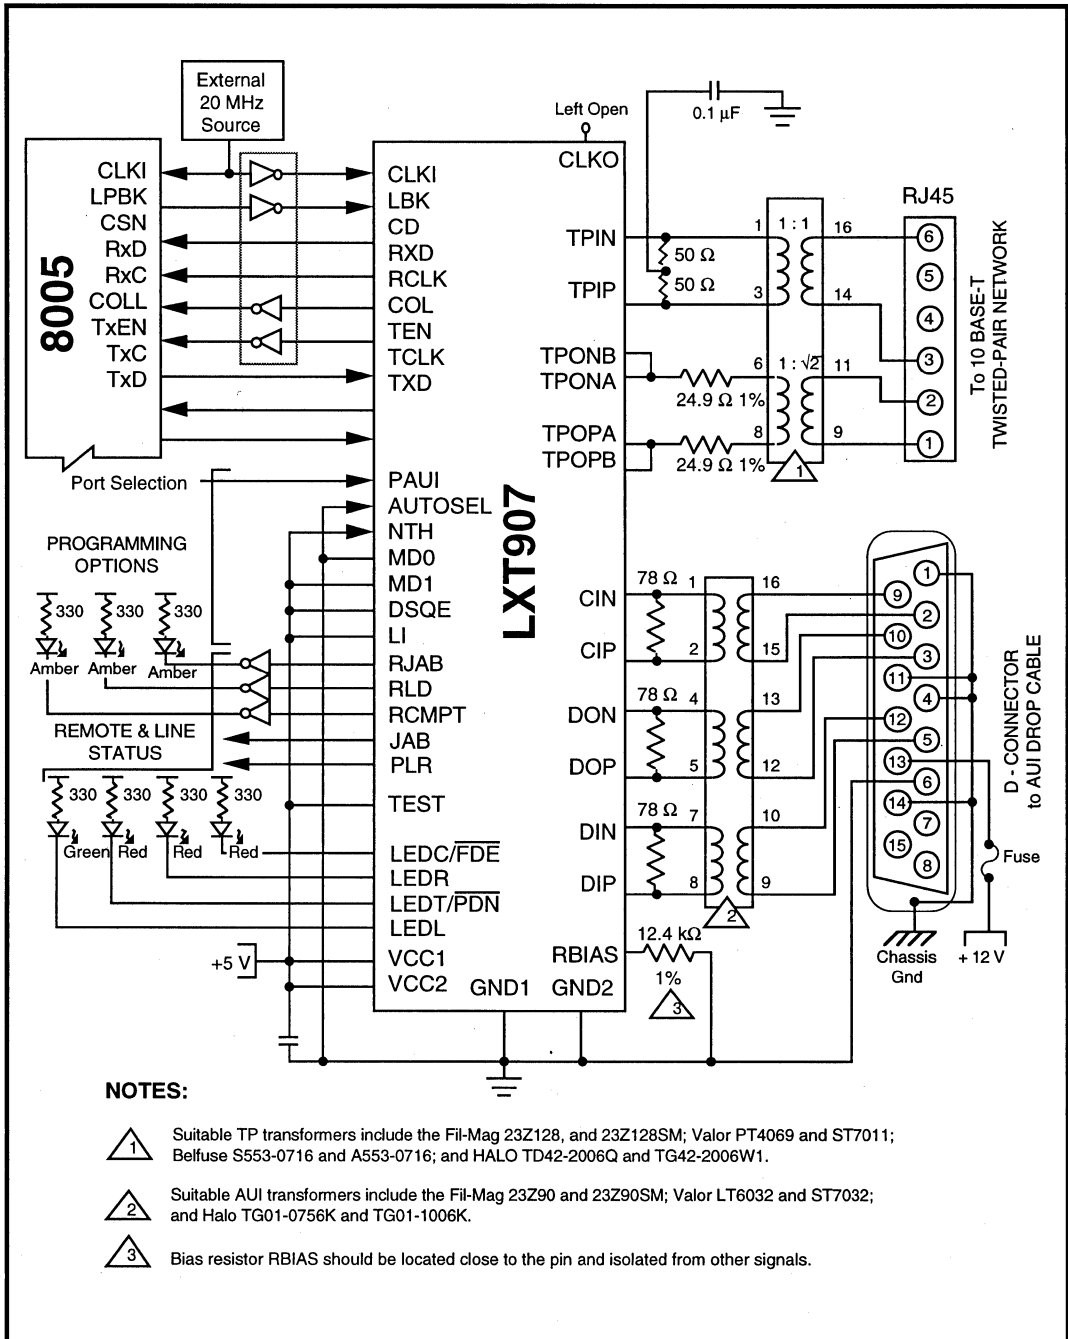 External
20 MHz
Source
Left Open
0.1 µF
CLKO
8005
CLKI
LPBK
CSN
RxD
RxC
COLL
TxEN
TxC
TxD
LXT907
CLKI
LBK
CD
RXD
RCLK
COL
TEN
TCLK
TXD
PAUI
AUTOSEL
NTH
MD0
MD1
DSQE
LI
RJAB
RLD
RCMPT
JAB
PLR
TEST
LEDC/FDE
LEDR
LEDT/PDN
LEDL
VCC1
VCC2
GND1
GND2
TPIN
TPIP
TPONB
TPONA
TPOPA
TPOPB
CIN
CIP
DON
DOP
DIN
DIP
RBIAS
50 Ω
50 Ω
24.9 Ω 1%
24.9 Ω 1%
1
1 : 1
16
3
14
6
1 : √2
11
8
9
1
RJ45
6
5
4
3
2
1
To 10 BASE-T
TWISTED-PAIR NETWORK
Port Selection
PROGRAMMING
OPTIONS
330
330
330
Amber
Amber
Amber
REMOTE & LINE
STATUS
330
330
330
330
Green
Red
Red
Red
+5 V
78 Ω
1
16
2
15
78 Ω
4
13
5
12
78 Ω
7
10
8
9
2
12.4 kΩ
1%
3
1
9
2
10
3
11
4
12
5
13
6
14
7
15
8
D - CONNECTOR
to AUI DROP CABLE
Fuse
Chassis
Gnd
+ 12 V
NOTES:
1
Suitable TP transformers include the Fil-Mag 23Z128, and 23Z128SM; Valor PT4069 and ST7011;
Belfuse S553-0716 and A553-0716; and HALO TD42-2006Q and TG42-2006W1.
2
Suitable AUI transformers include the Fil-Mag 23Z90 and 23Z90SM; Valor LT6032 and ST7032;
and Halo TG01-0756K and TG01-1006K.
3
Bias resistor RBIAS should be located close to the pin and isolated from other signals.